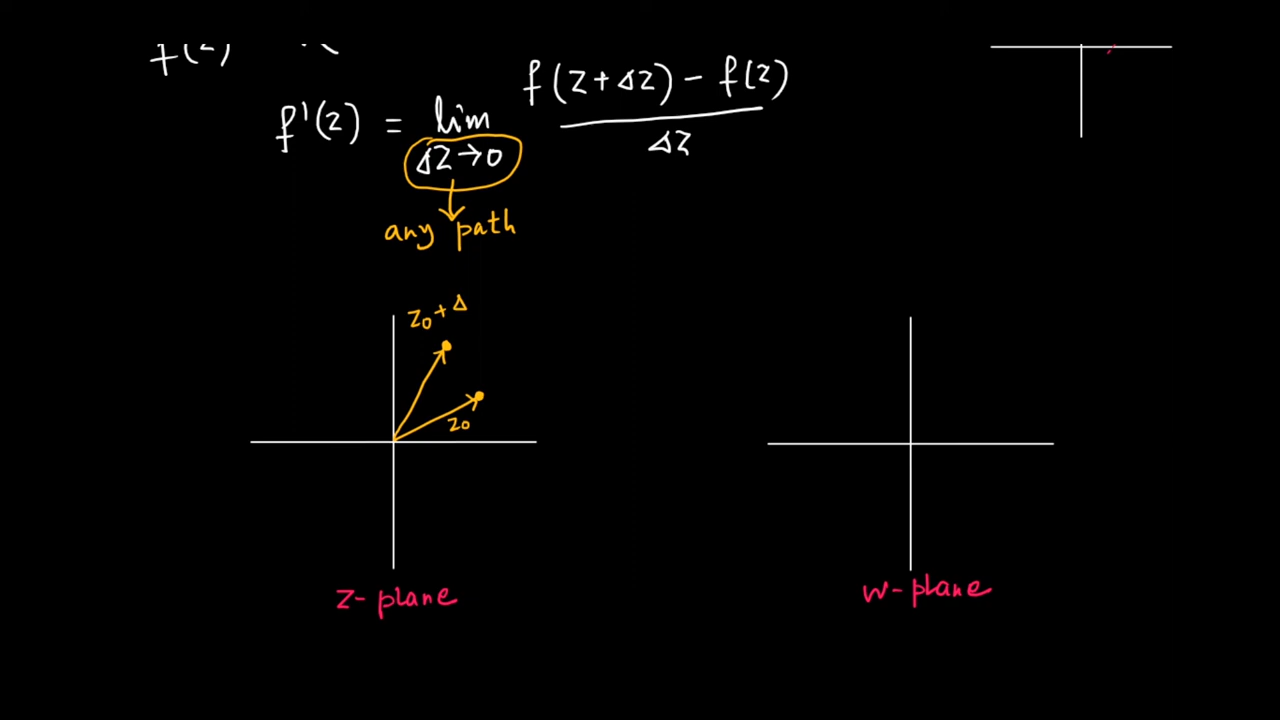 f(z)
f'(z) = lim f(z+Δz) - f(z)
Δz→0 Δz
any path
z₀+Δ
z₀
z-plane
w-plane